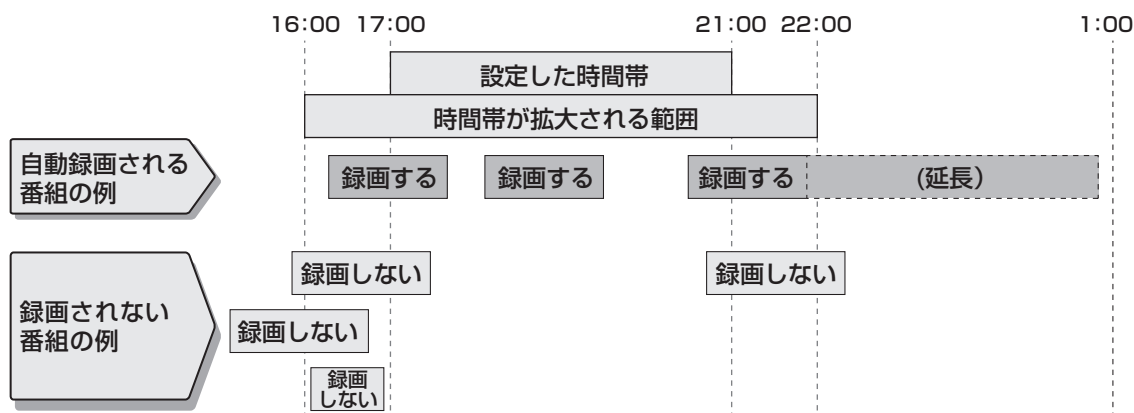 16:00 17:00 21:00 22:00 1:00
設定した時間帯
時間帯が拡大される範囲
自動録画される
番組の例
録画する 録画する 録画する (延長）
録画されない
番組の例
録画しない 録画しない
録画しない
録画
しない